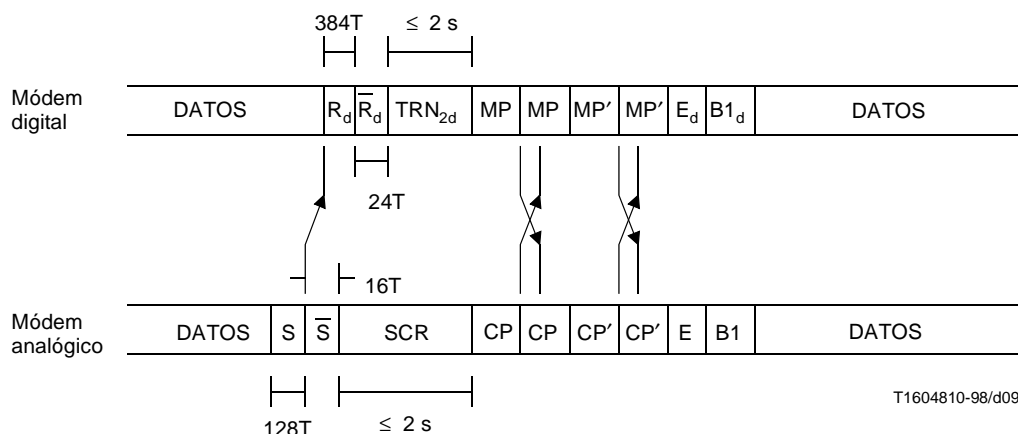 384T ≤ 2 s
Módem digital
DATOS R_d R̅_d TRN_2d MP MP MP′ MP′ E_d B1_d DATOS
24T
16T
Módem analógico
DATOS S S̅ SCR CP CP CP′ CP′ E B1 DATOS
128T ≤ 2 s
T1604810-98/d09